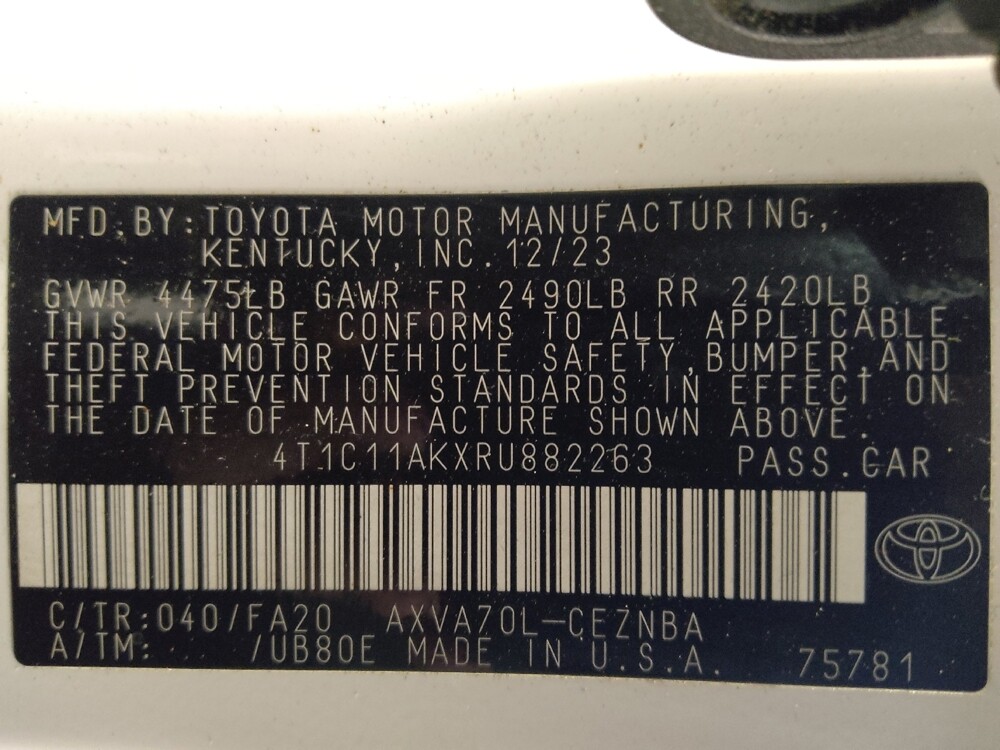 MFD.BY:TOYOTA MOTOR MANUFACTURING,
KENTUCKY,INC.12/23
GVWR 4475LB GAWR FR 2490LB RR 2420LB
THIS VEHICLE CONFORMS TO ALL APPLICABLE
FEDERAL MOTOR VEHICLE SAFETY,BUMPER,AND
THEFT PREVENTION STANDARDS IN EFFECT ON
THE DATE OF MANUFACTURE SHOWN ABOVE.
4T1C11AKXRU882263 PASS.CAR
C/TR:040/FA20 AXVA70L-CEZNBA
A/TM: /UB80E MADE IN U.S.A. 75781